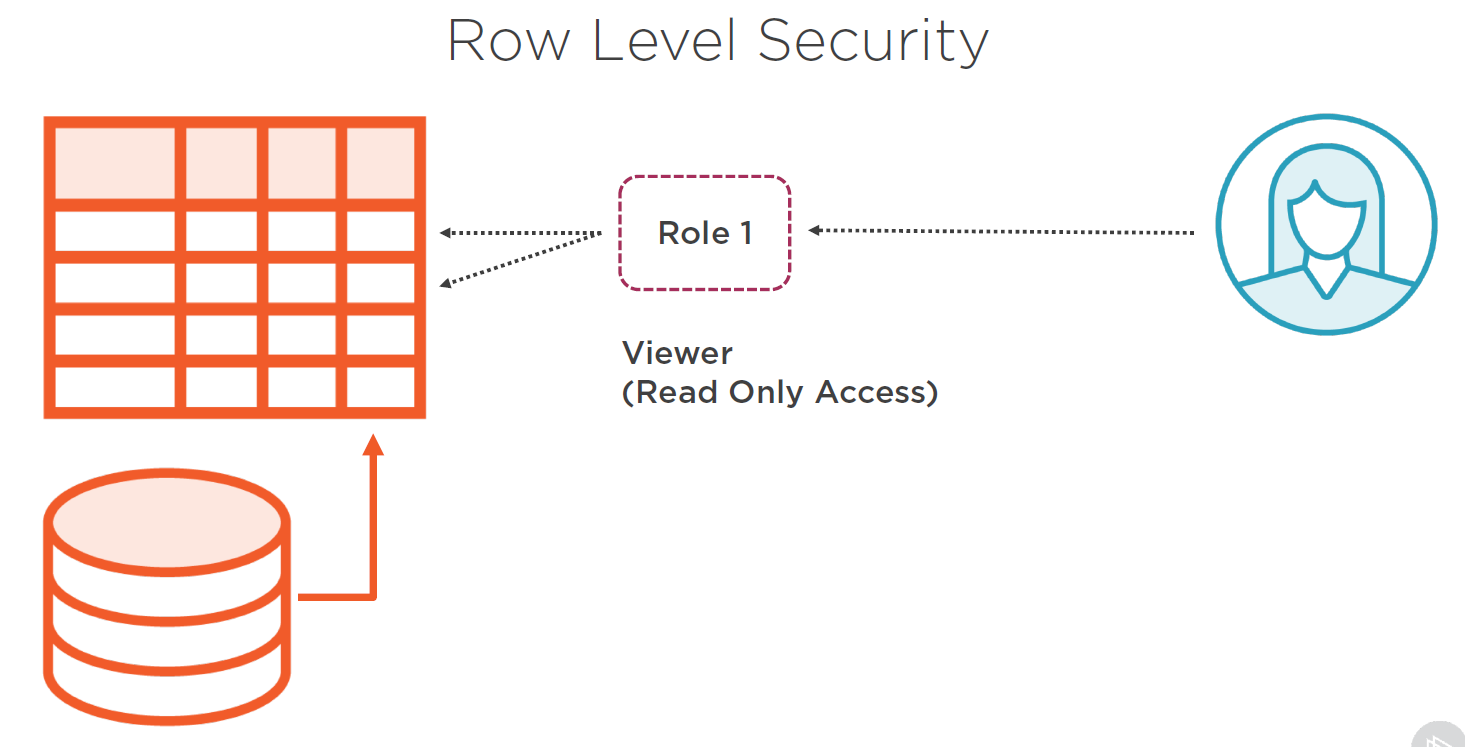 Row Level Security
Role 1
Viewer
(Read Only Access)